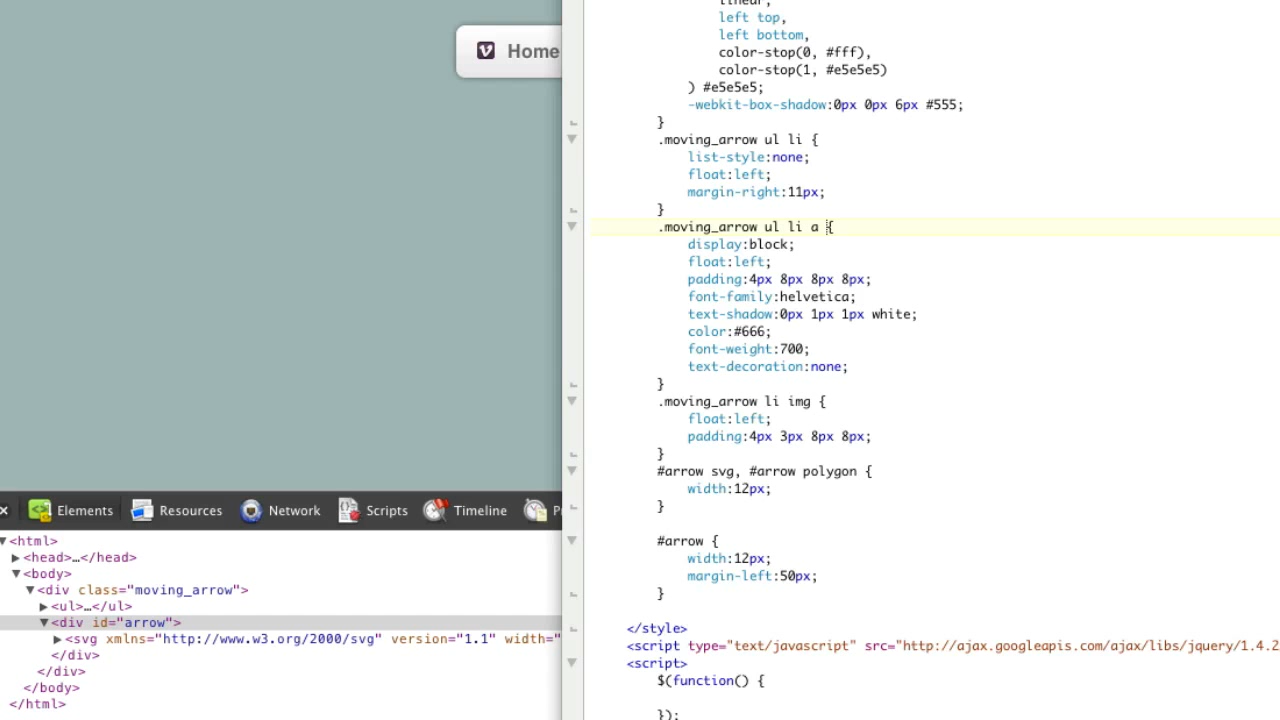 Home
linear,
left top,
left bottom,
color-stop(0, #fff),
color-stop(1, #e5e5e5)
) #e5e5e5;
-webkit-box-shadow:0px 0px 6px #555;
}
.moving_arrow ul li {
list-style:none;
float:left;
margin-right:11px;
}
.moving_arrow ul li a {
display:block;
float:left;
padding:4px 8px 8px 8px;
font-family:helvetica;
text-shadow:0px 1px 1px white;
color:#666;
font-weight:700;
text-decoration:none;
}
.moving_arrow li img {
float:left;
padding:4px 3px 8px 8px;
}
#arrow svg, #arrow polygon {
width:12px;
}
#arrow {
width:12px;
margin-left:50px;
}
</style>
<script type="text/javascript" src="http://ajax.googleapis.com/ajax/libs/jquery/1.4.2
<script>
$(function() {
});
Elements Resources Network Scripts Timeline P
<html>
<head>…</head>
<body>
<div class="moving_arrow">
<ul>…</ul>
<div id="arrow">
<svg xmlns="http://www.w3.org/2000/svg" version="1.1" width="
</div>
</div>
</body>
</html>